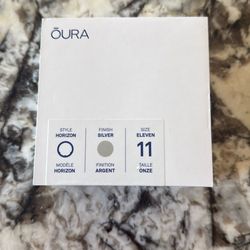 ŌURA
STYLE
HORIZON
MODÈLE
HORIZON
FINISH
SILVER
FINITION
ARGENT
SIZE
ELEVEN
11
TAILLE
ONZE